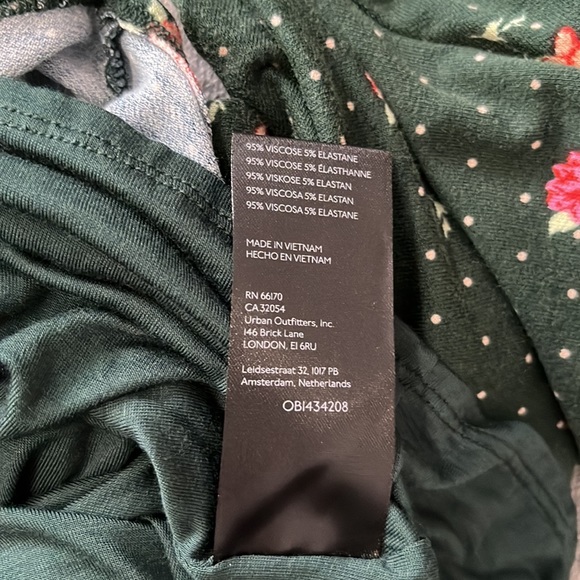 95% VISCOSE 5% ELASTANE
95% VISCOSE 5% ÉLASTHANNE
95% VISKOSE 5% ELASTAN
95% VISCOSA 5% ELASTAN
95% VISCOSA 5% ELASTANE
MADE IN VIETNAM
HECHO EN VIETNAM
RN 66170
CA 32054
Urban Outfitters, Inc.
146 Brick Lane
LONDON, E1 6RU
Leidsestraat 32, 1017 PB
Amsterdam, Netherlands
OB1434208